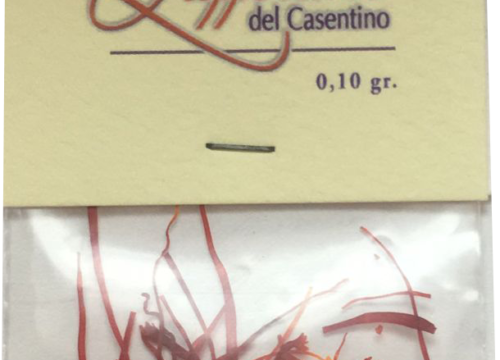 del Casentino
0,10 gr.